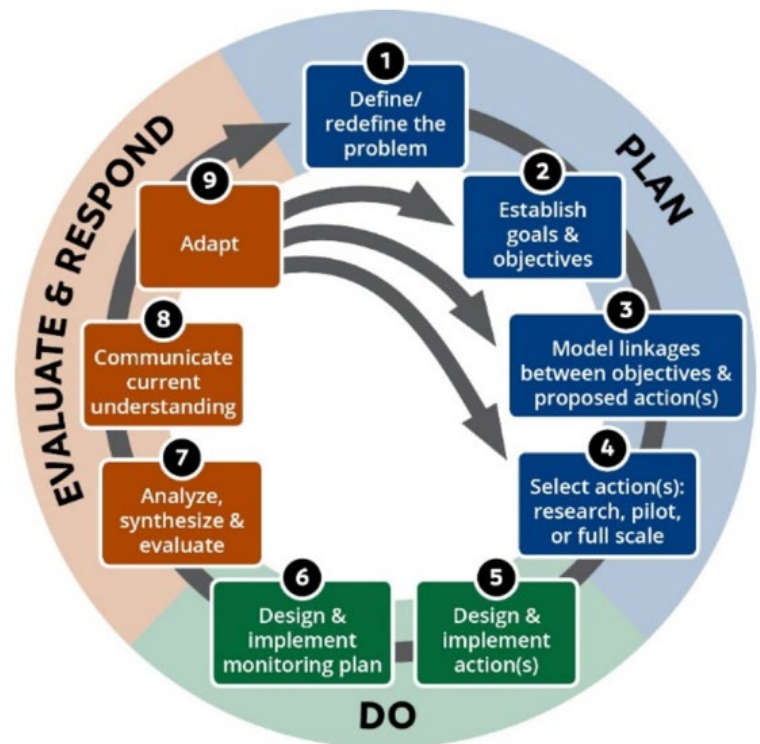 1
Define/
redefine the
problem
PLAN
2
Establish
goals &
objectives
3
Model linkages
between objectives &
proposed action(s)
4
Select action(s):
research, pilot,
or full scale
5
Design &
implement
action(s)
DO
6
Design &
implement
monitoring plan
7
Analyze,
synthesize &
evaluate
8
Communicate
current
understanding
EVALUATE & RESPOND
9
Adapt